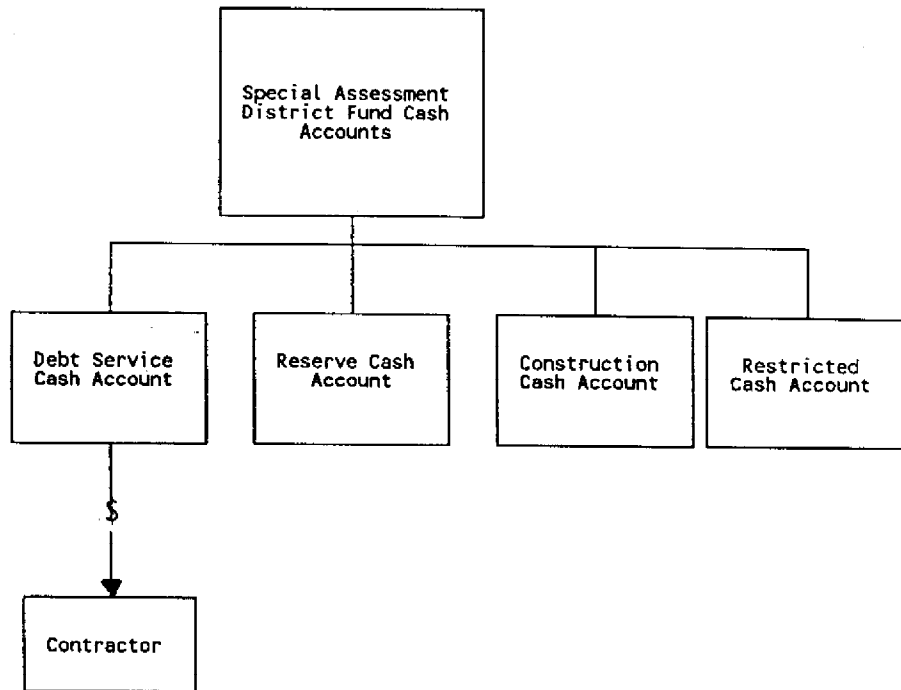 Special Assessment
District Fund Cash
Accounts
Debt Service
Cash Account
Reserve Cash
Account
Construction
Cash Account
Restricted
Cash Account
$
Contractor